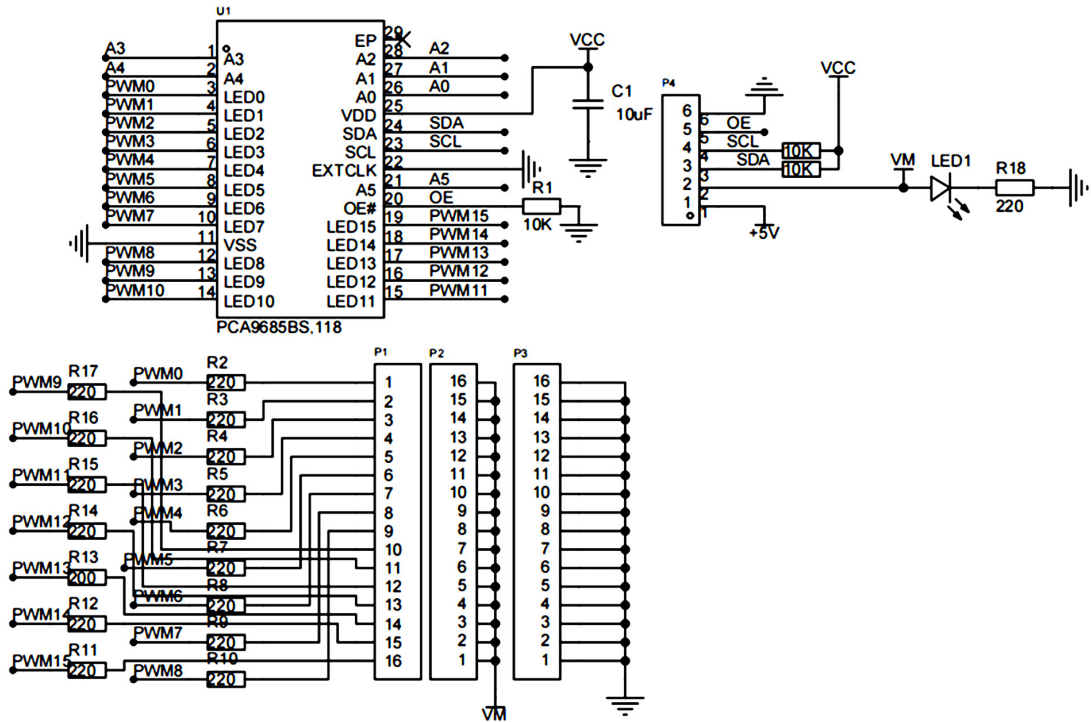 U1
A3 1 A3 EP 29
A4 2 A4 A2 28 A2
PWM0 3 LED0 A1 27 A1
PWM1 4 LED1 A0 26 A0
PWM2 5 LED2 VDD 25
PWM3 6 LED3 SDA 24 SDA
PWM4 7 LED4 SCL 23 SCL
PWM5 8 LED5 EXTCLK 22
PWM6 9 LED6 A5 21 A5
PWM7 10 LED7 OE# 20 OE
11 VSS LED15 19 PWM15
PWM8 12 LED8 LED14 18 PWM14
PWM9 13 LED9 LED13 17 PWM13
PWM10 14 LED10 LED12 16 PWM12
LED11 15 PWM11
PCA9685BS,118
VCC
C1
10uF
R1
10K
P4
VCC
6 6
5 5 OE
4 4 SCL 10K
3 3 SDA 10K
2 2
1 1
+5V
VM
LED1
R18
220
PWM9 R17 220
PWM10 R16 220
PWM11 R15 220
PWM12 R14 220
PWM13 R13 200
PWM14 R12 220
PWM15 R11 220
PWM0 R2 220
PWM1 R3 220
PWM2 R4 220
PWM3 R5 220
PWM4 R6 220
PWM5 R7 220
PWM6 R8 220
PWM7 R9 220
PWM8 R10 220
P1
1
2
3
4
5
6
7
8
9
10
11
12
13
14
15
16
P2
16
15
14
13
12
11
10
9
8
7
6
5
4
3
2
1
VM
P3
16
15
14
13
12
11
10
9
8
7
6
5
4
3
2
1